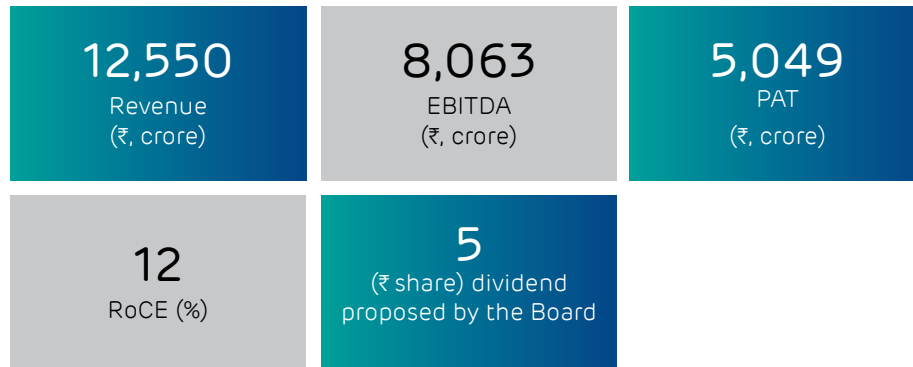 12,550
Revenue
(₹, crore)
8,063
EBITDA
(₹, crore)
5,049
PAT
(₹, crore)
12
RoCE (%)
5
(₹ share) dividend
proposed by the Board